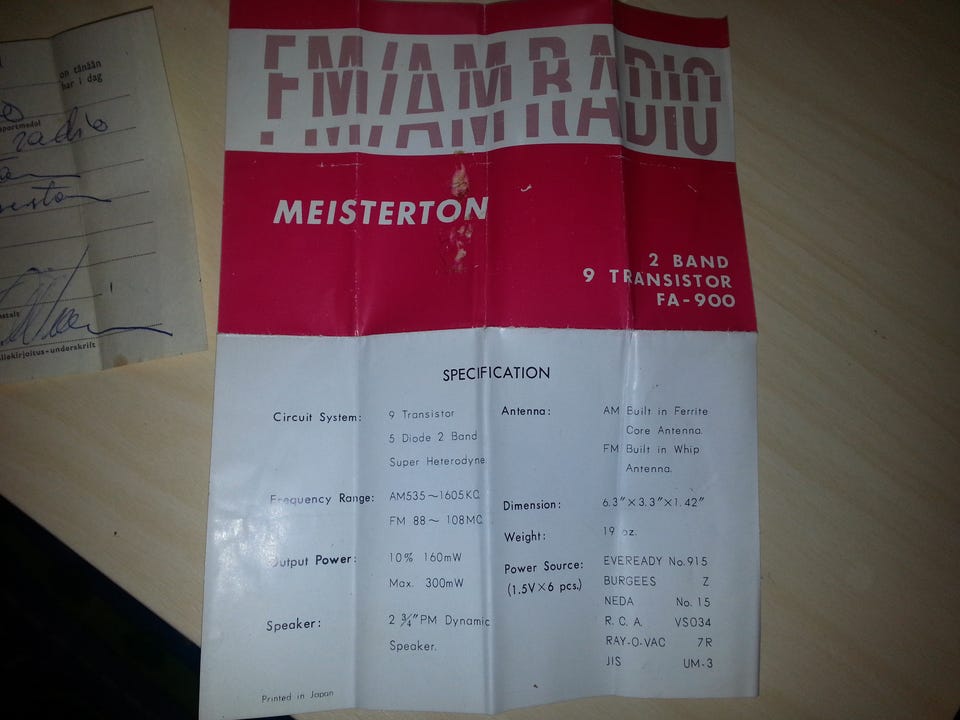 on tänään
har i dag
radio
allekirjoitus-underskrift
FM/AM RADIO
MEISTERTON
2 BAND
9 TRANSISTOR
FA-900
SPECIFICATION
Circuit System: 9 Transistor
5 Diode 2 Band
Super Heterodyne
Frequency Range: AM535~1605KC
FM 88~ 108MC
Output Power: 10% 160mW
Max. 300mW
Speaker: 2 ¾"PM Dynamic
Speaker.
Printed in Japan
Antenna: AM Built in Ferrite
Core Antenna.
FM Built in Whip
Antenna.
Dimension: 6.3"×3.3"×1.42"
Weight: 19 oz.
Power Source: EVEREADY No.915
(1.5V×6 pcs.) BURGEES Z
NEDA No. 15
R. C. A. VS034
RAY-O-VAC 7R
JIS UM-3